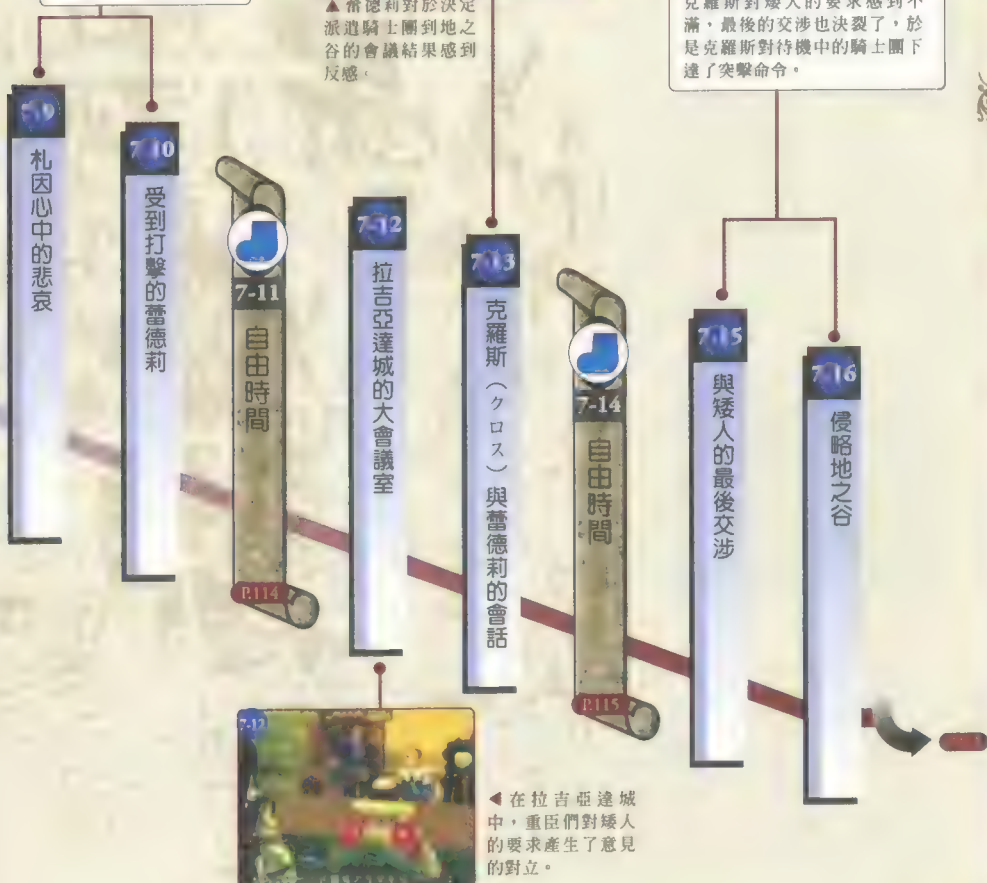 ▲蕾德莉對於決定
派遣騎士團到地之
谷的會議結果感到
反感。
克羅斯對矮人的要求感到不
滿，最後的交涉也決裂了，於
是克羅斯對待機中的騎士團下
達了突擊命令。
7-9
札因心中的悲哀
7-10
受到打擊的蕾德莉
7-11
自由時間
P.114
7-12
拉吉亞達城的大會議室
7-13
克羅斯（クロス）與蕾德莉的會話
7-14
自由時間
P.115
7-15
與矮人的最後交涉
7-16
侵略地之谷
7-12
◀在拉吉亞達城
中，重臣們對矮人
的要求產生了意見
的對立。